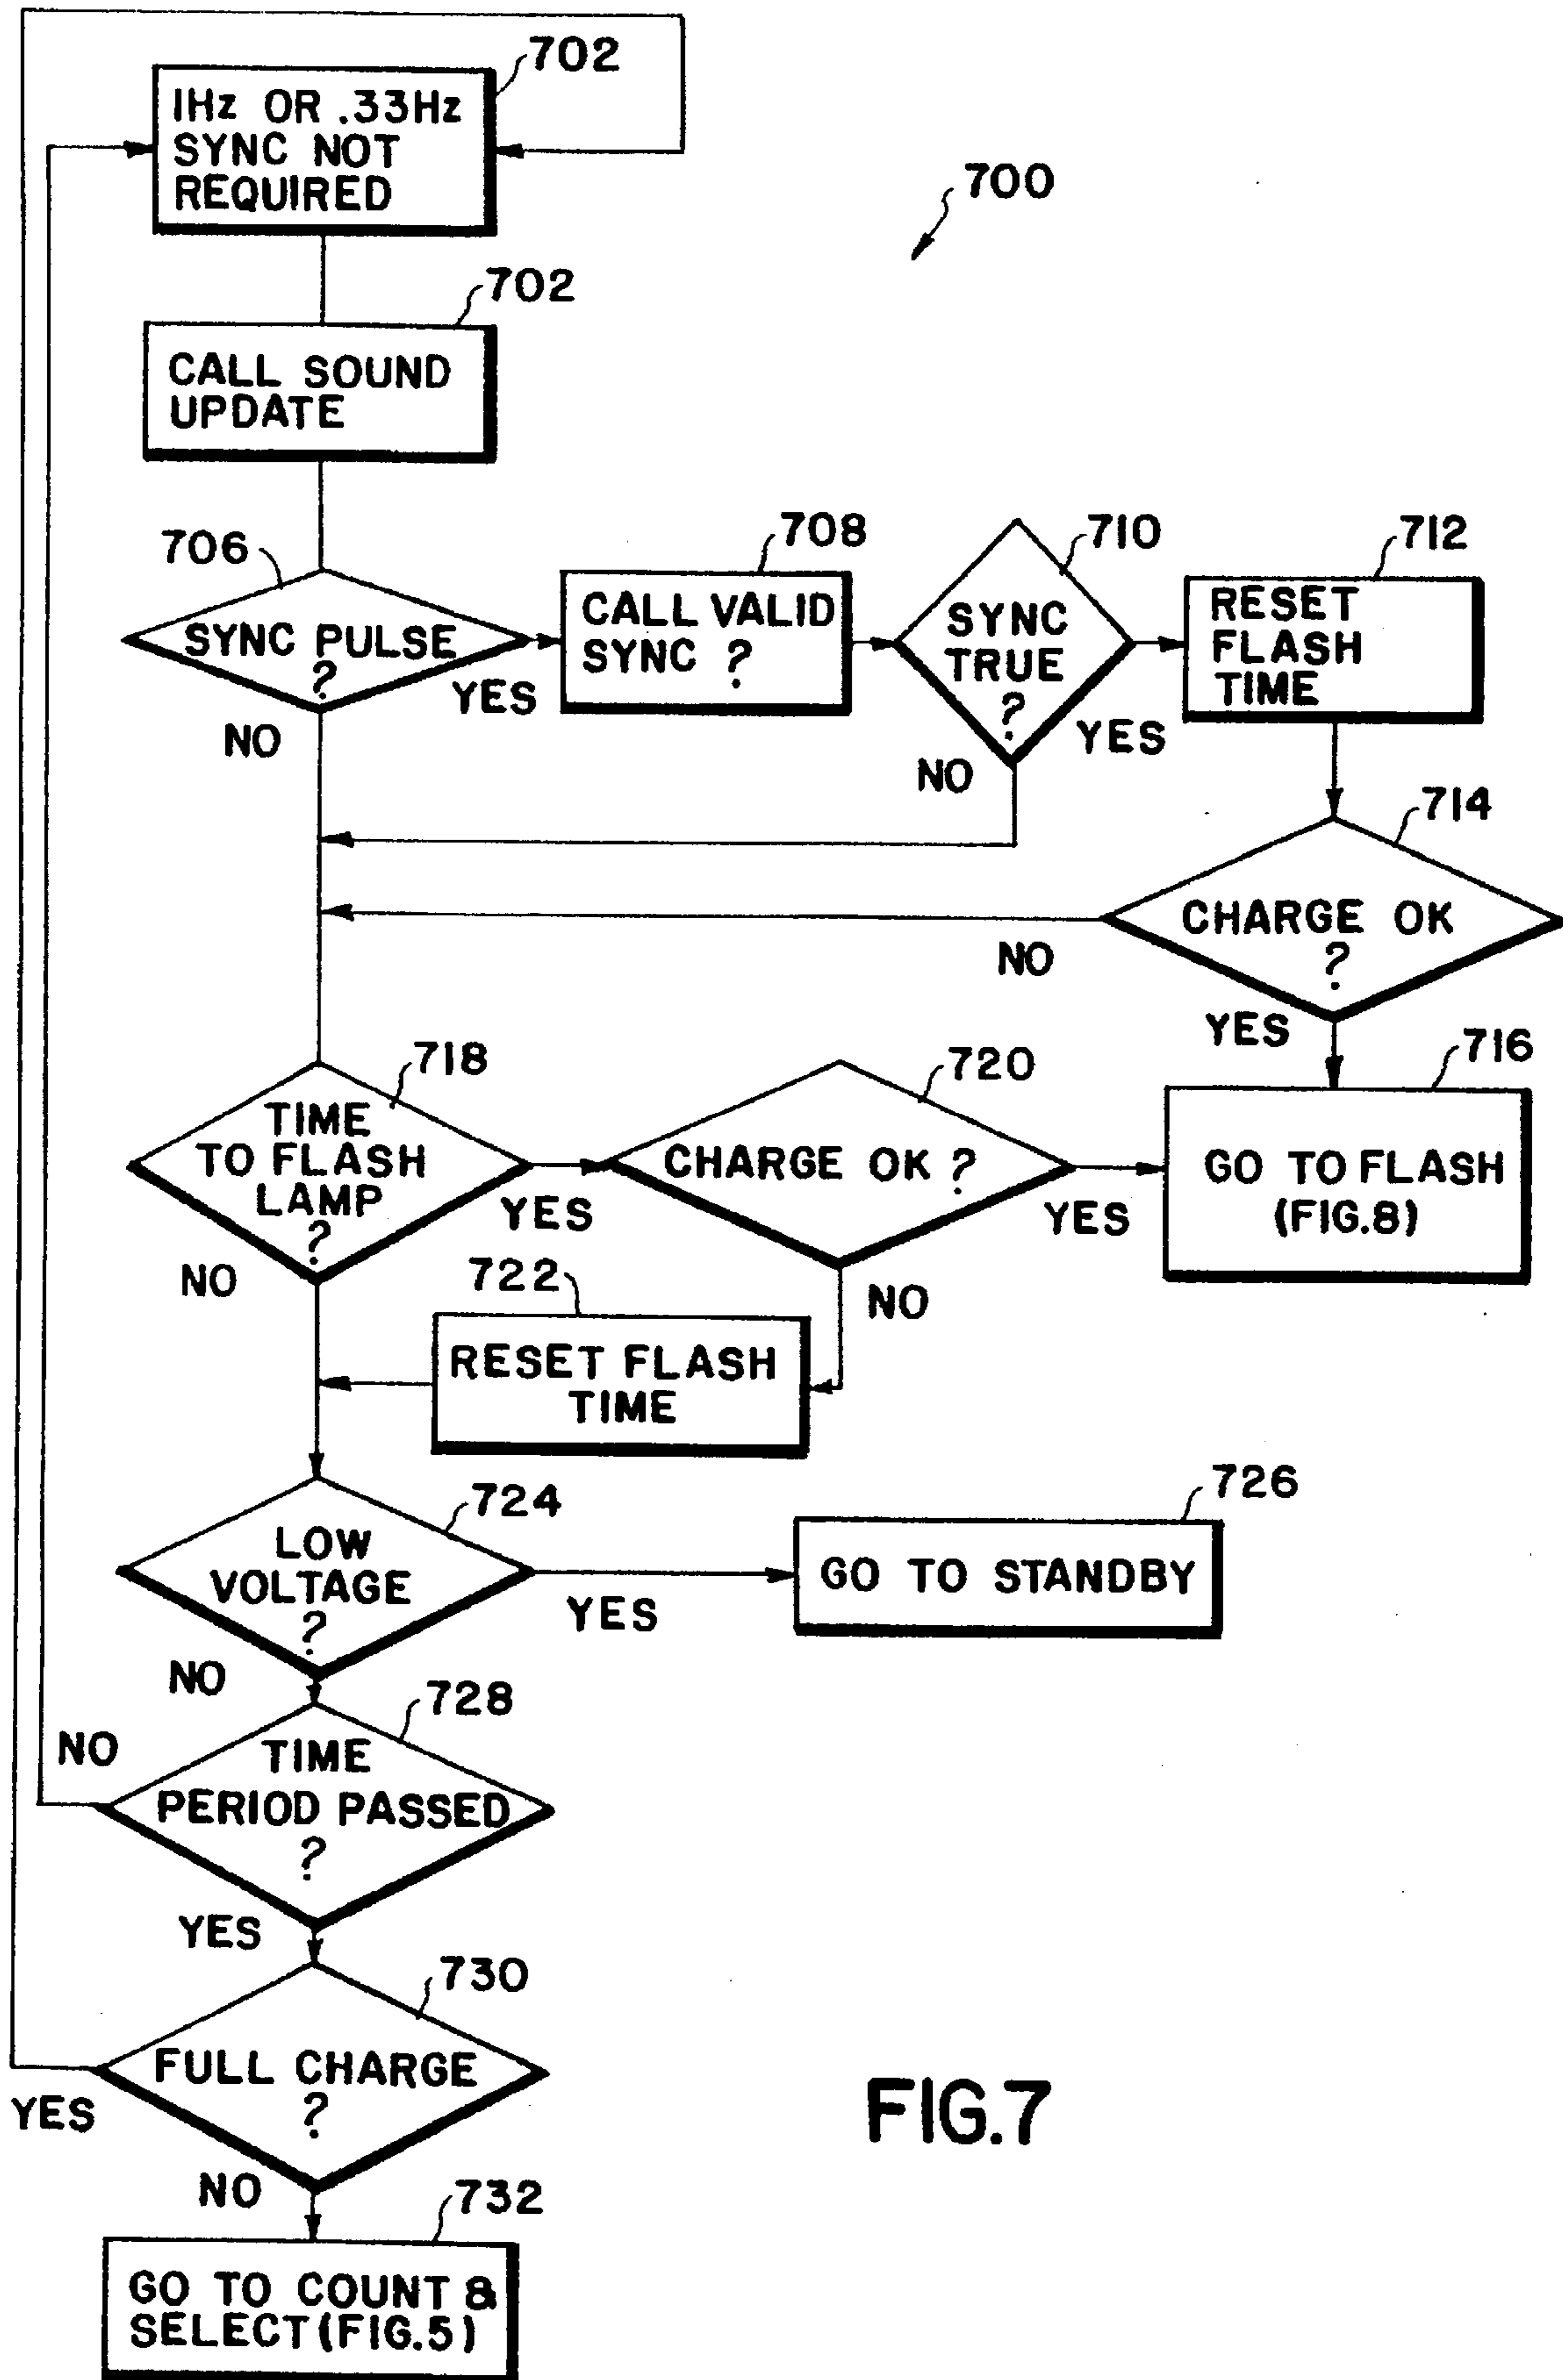 702
1Hz OR .33Hz
SYNC NOT
REQUIRED
700
702
CALL SOUND
UPDATE
706
SYNC PULSE
?
YES
NO
708
CALL VALID
SYNC ?
710
SYNC
TRUE
?
YES
NO
712
RESET
FLASH
TIME
714
CHARGE OK
?
NO
YES
716
GO TO FLASH
(FIG.8)
718
TIME
TO FLASH
LAMP
?
YES
NO
720
CHARGE OK ?
YES
NO
722
RESET FLASH
TIME
724
LOW
VOLTAGE
?
YES
NO
726
GO TO STANDBY
728
TIME
PERIOD PASSED
?
NO
YES
730
FULL CHARGE
?
YES
NO
732
GO TO COUNT &
SELECT (FIG.5)
FIG.7